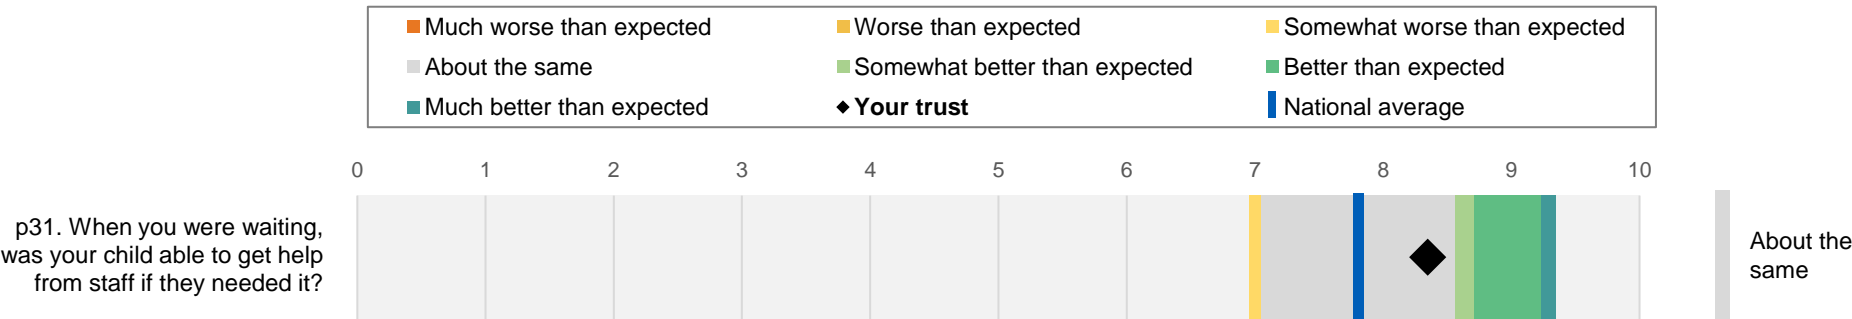 Much worse than expected
Worse than expected
Somewhat worse than expected
About the same
Somewhat better than expected
Better than expected
Much better than expected
Your trust
National average
0 1 2 3 4 5 6 7 8 9 10
p31. When you were waiting,
was your child able to get help
from staff if they needed it?
About the
same